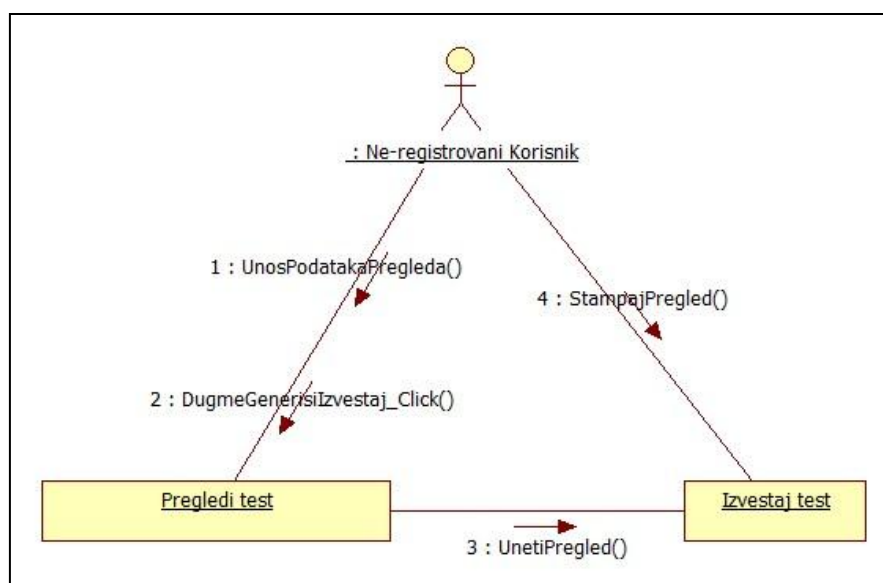 : Ne-registrovani Korisnik
1 : UnosPodatakaPregleda()
4 : StampajPregled()
2 : DugmeGenerisiIzvestaj_Click()
Pregledi test
Izvestaj test
3 : UnetiPregled()